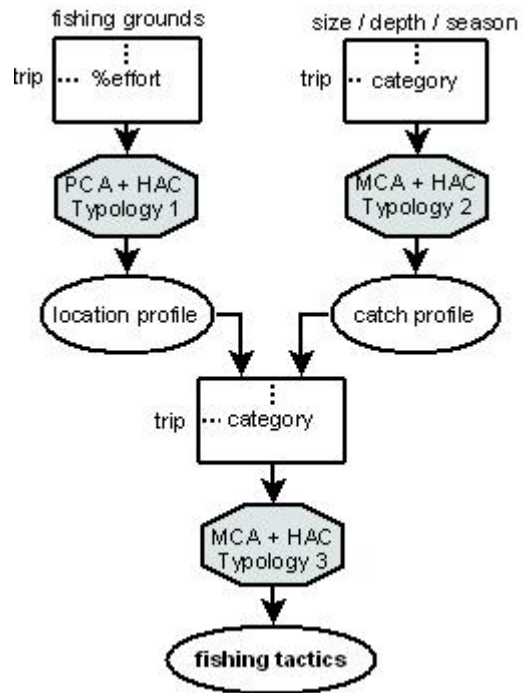 fishing grounds
trip
%effort
PCA + HAC
Typology 1
location profile
size / depth / season
trip
category
MCA + HAC
Typology 2
catch profile
trip
category
MCA + HAC
Typology 3
fishing tactics